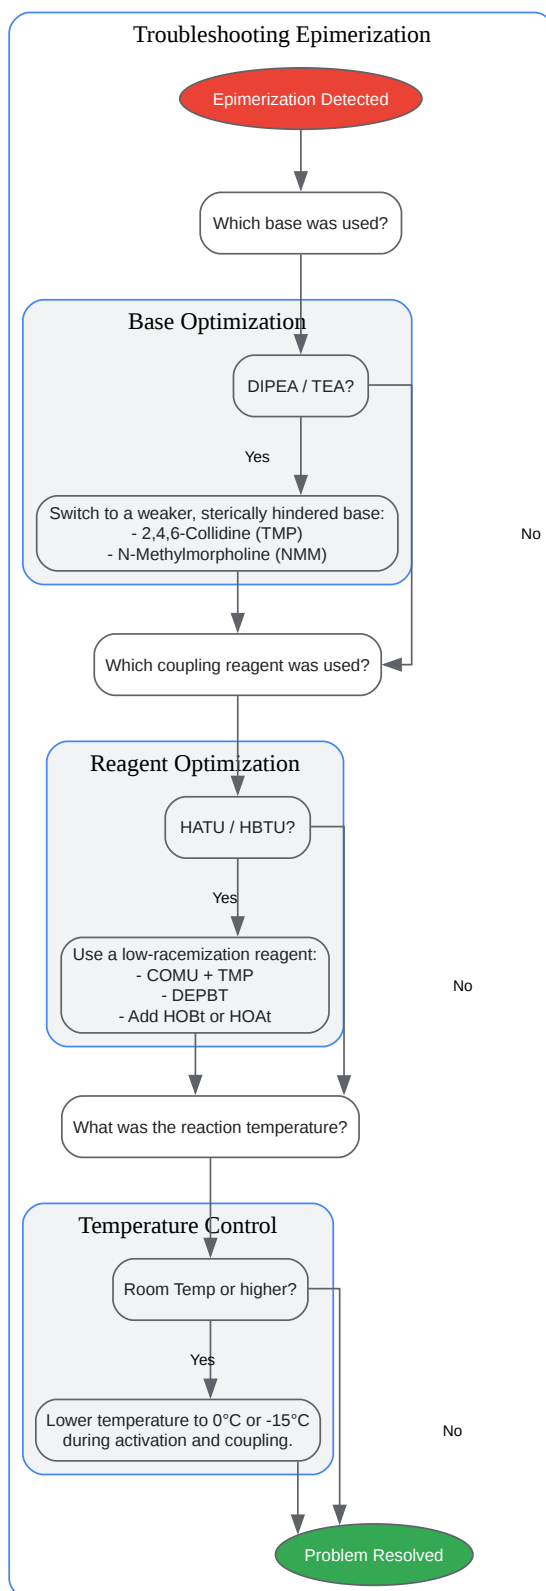 Troubleshooting Epimerization
Epimerization Detected
Which base was used?
Base Optimization
DIPEA / TEA?
Yes
Switch to a weaker, sterically hindered base:
- 2,4,6-Collidine (TMP)
- N-Methylmorpholine (NMM)
No
Which coupling reagent was used?
Reagent Optimization
HATU / HBTU?
Yes
Use a low-racemization reagent:
- COMU + TMP
- DEPBT
- Add HOBt or HOAt
No
What was the reaction temperature?
Temperature Control
Room Temp or higher?
Yes
Lower temperature to 0°C or -15°C
during activation and coupling.
No
Problem Resolved